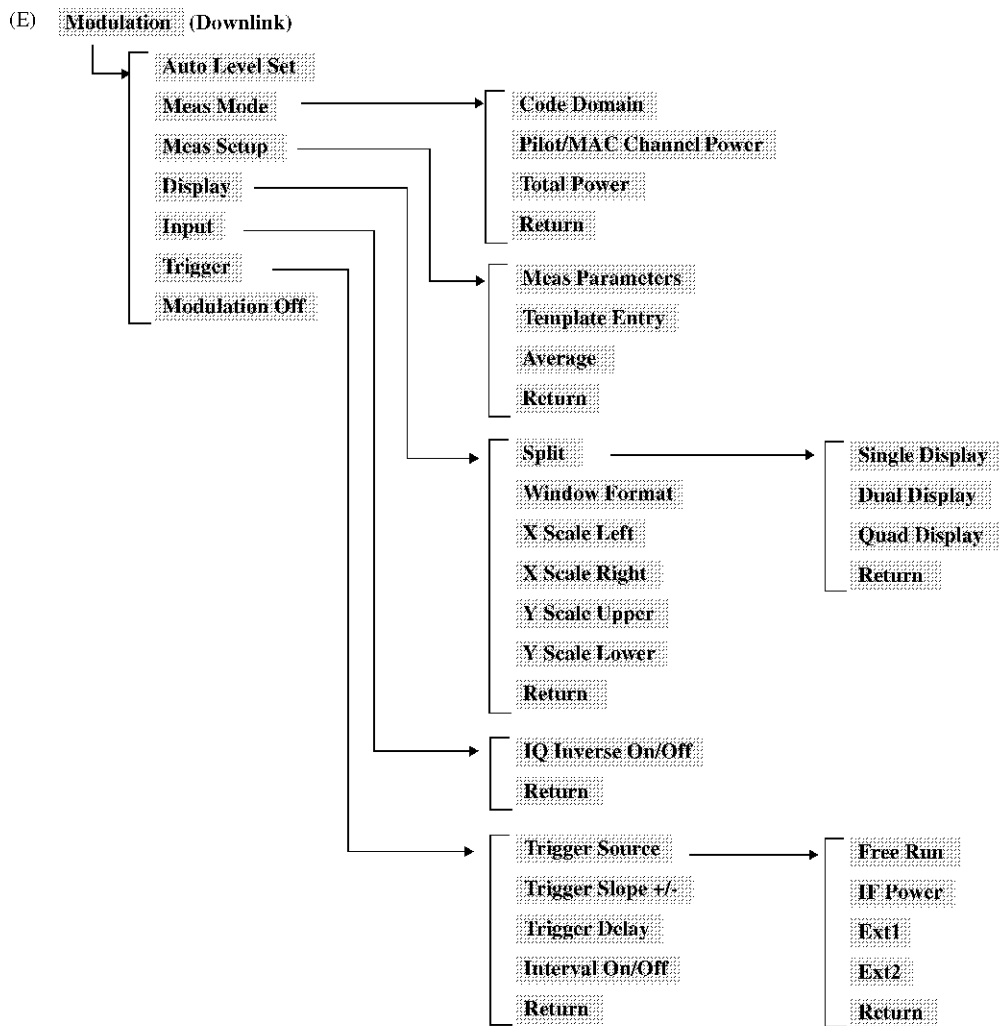 (E) Modulation (Downlink)
Auto Level Set
Meas Mode
Meas Setup
Display
Input
Trigger
Modulation Off
Code Domain
Pilot/MAC Channel Power
Total Power
Return
Meas Parameters
Template Entry
Average
Return
Split
Window Format
X Scale Left
X Scale Right
Y Scale Upper
Y Scale Lower
Return
Single Display
Dual Display
Quad Display
Return
IQ Inverse On/Off
Return
Trigger Source
Trigger Slope +/-
Trigger Delay
Interval On/Off
Return
Free Run
IF Power
Ext1
Ext2
Return